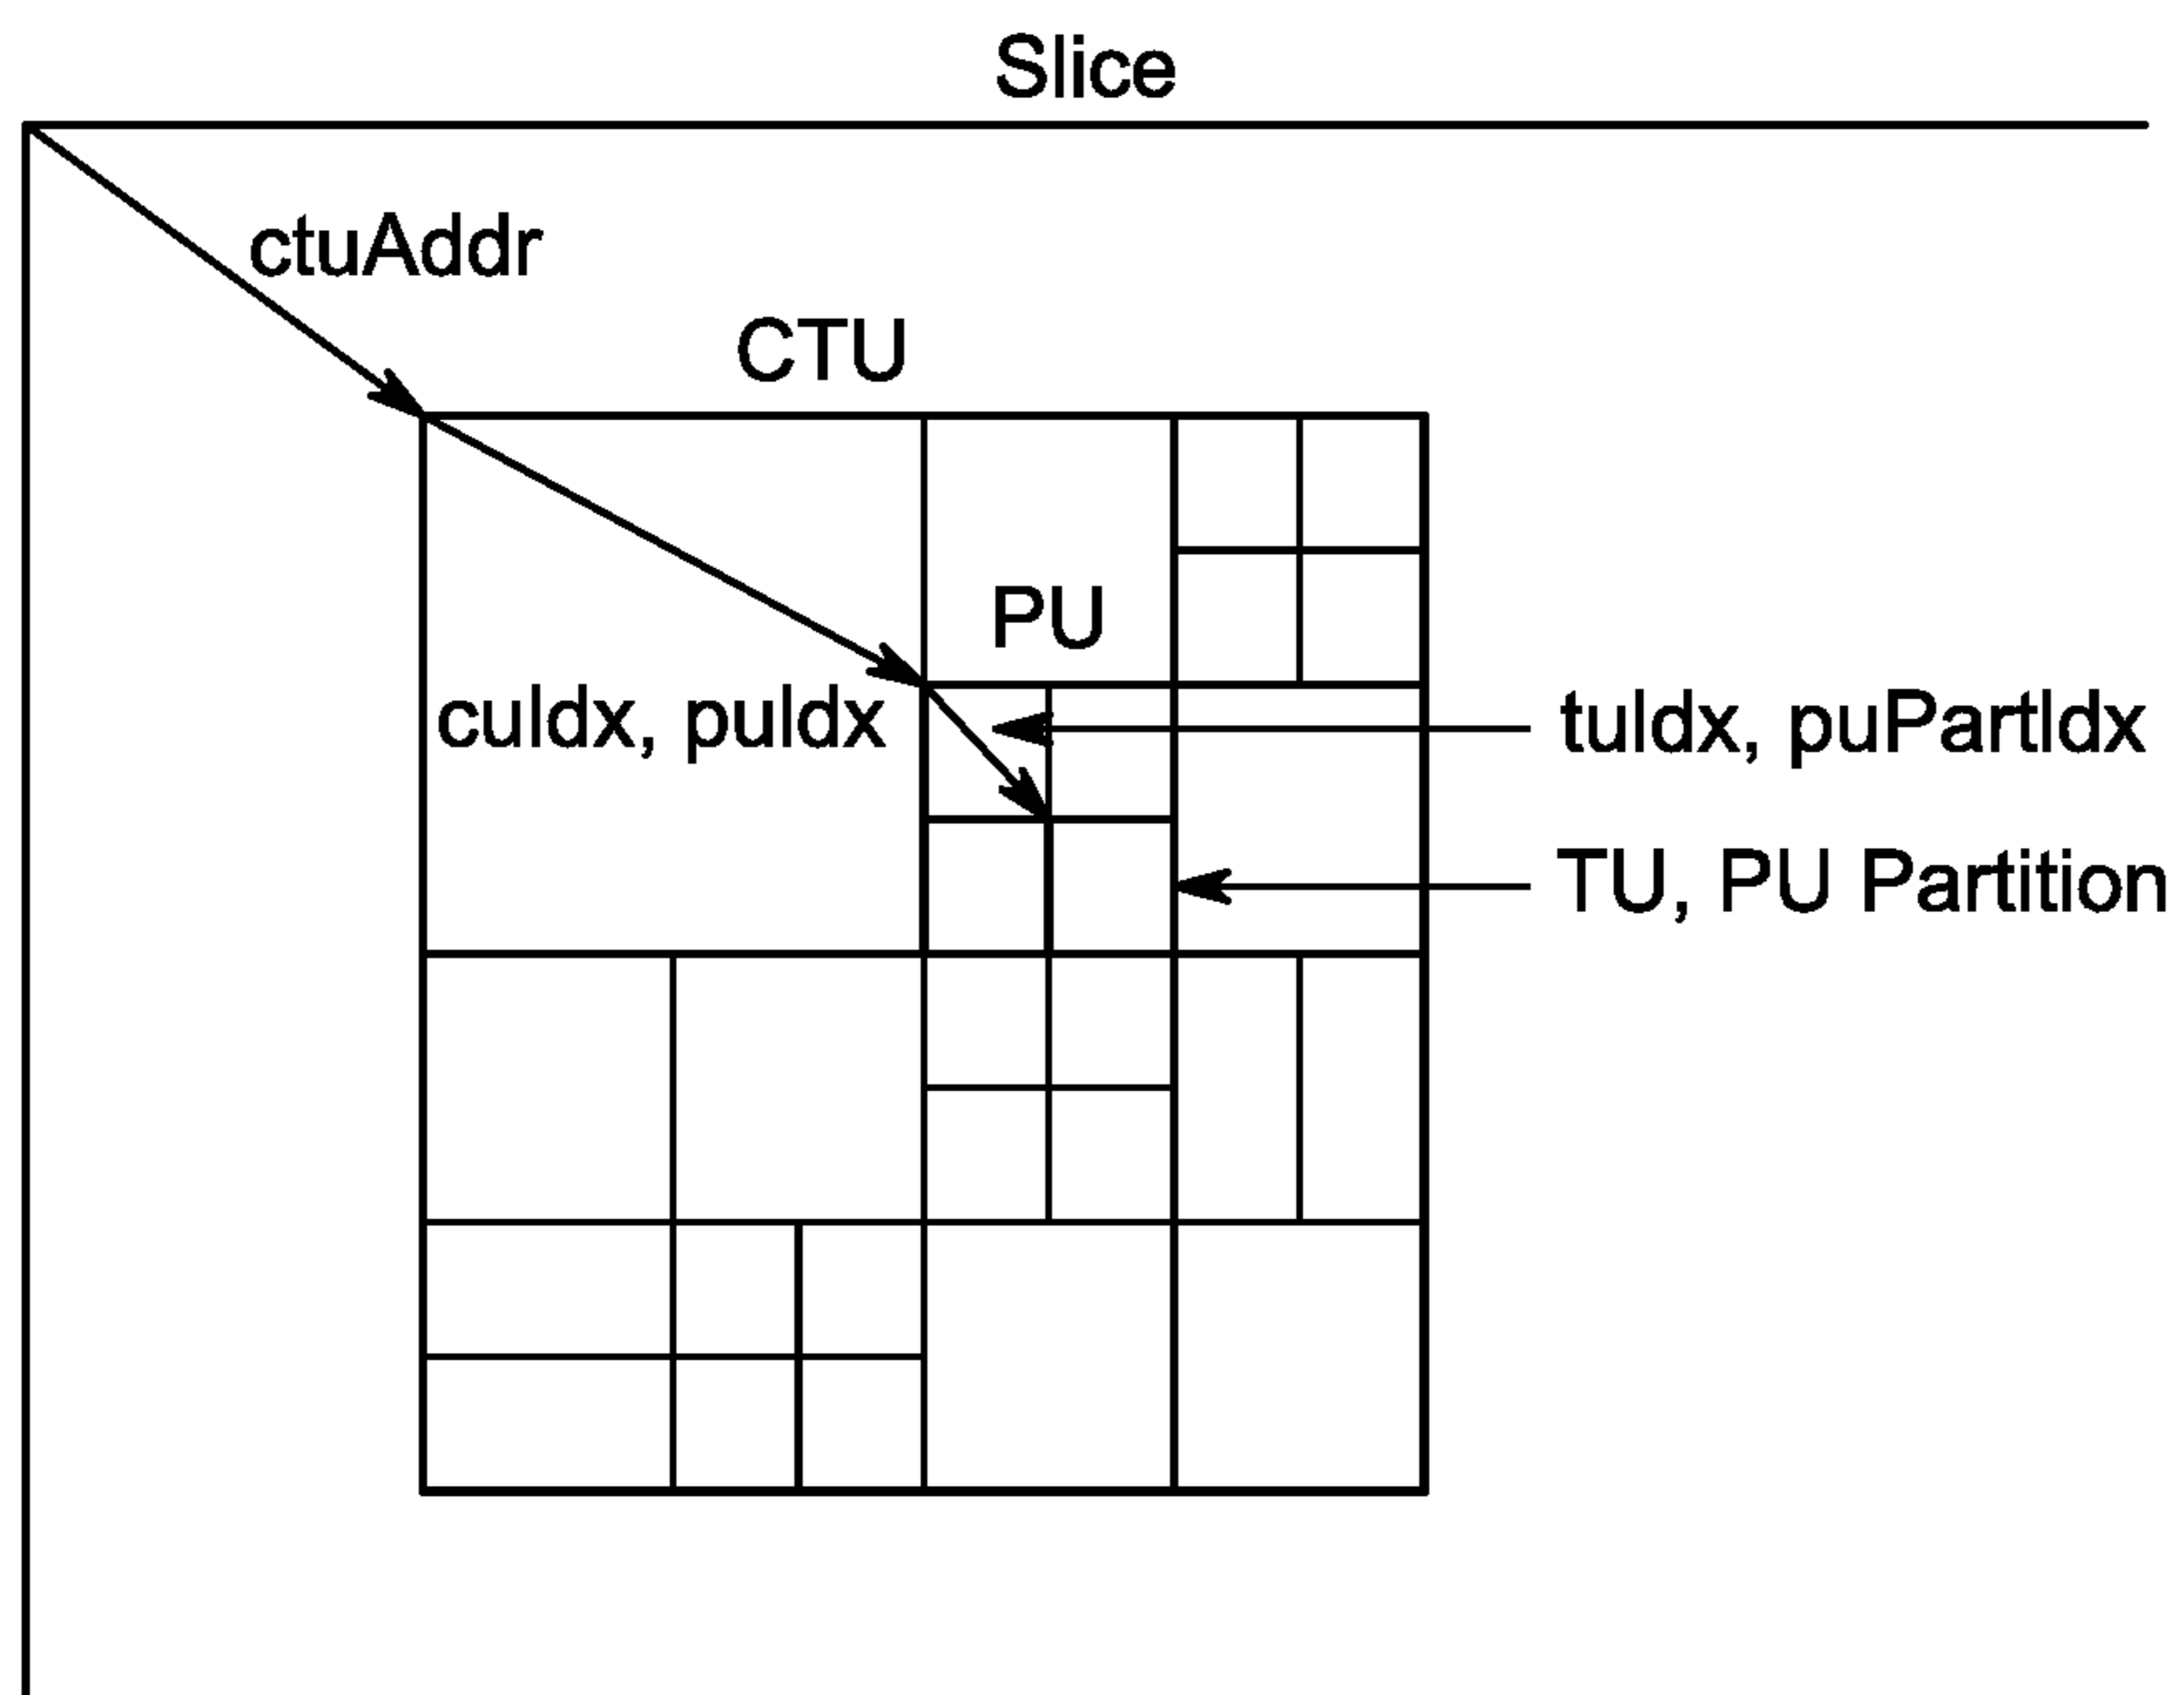 Slice
ctuAddr
CTU
PU
cuIdx, puIdx
tuIdx, puPartIdx
TU, PU Partition